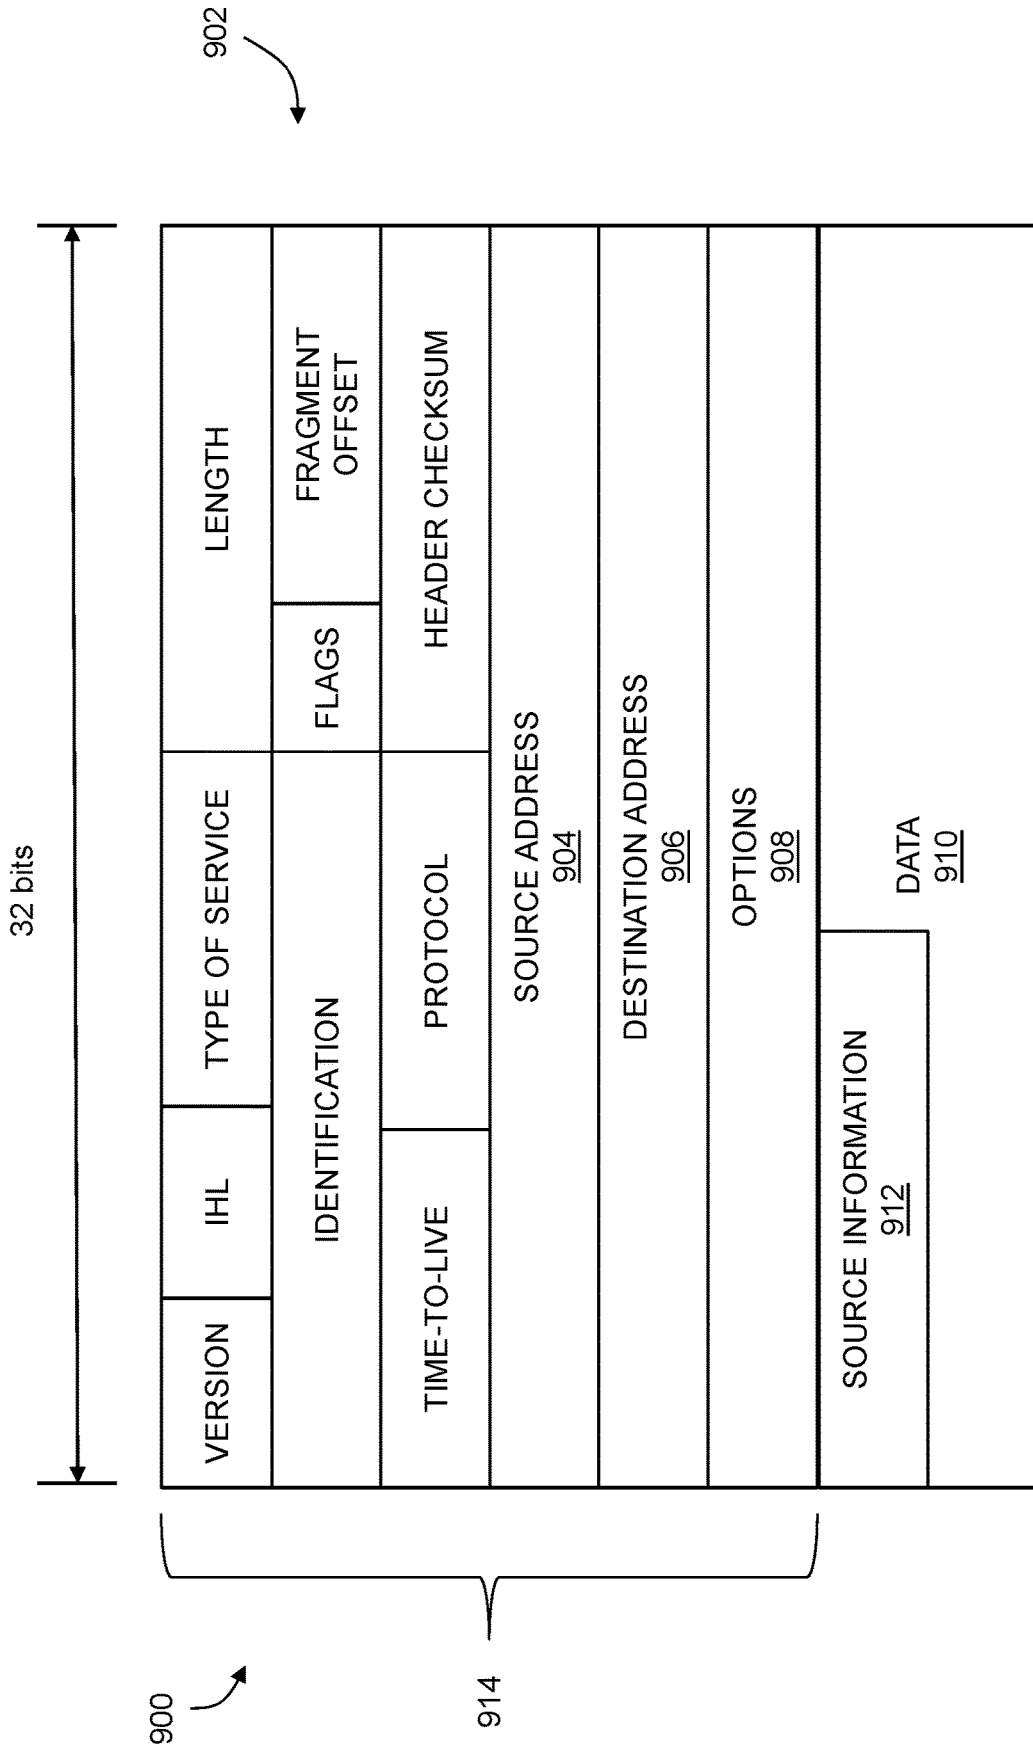 32 bits
900
902
VERSION
IHL
TYPE OF SERVICE
LENGTH
IDENTIFICATION
FLAGS
FRAGMENT
OFFSET
TIME-TO-LIVE
PROTOCOL
HEADER CHECKSUM
914
SOURCE ADDRESS
904
DESTINATION ADDRESS
906
OPTIONS
908
SOURCE INFORMATION
912
DATA
910